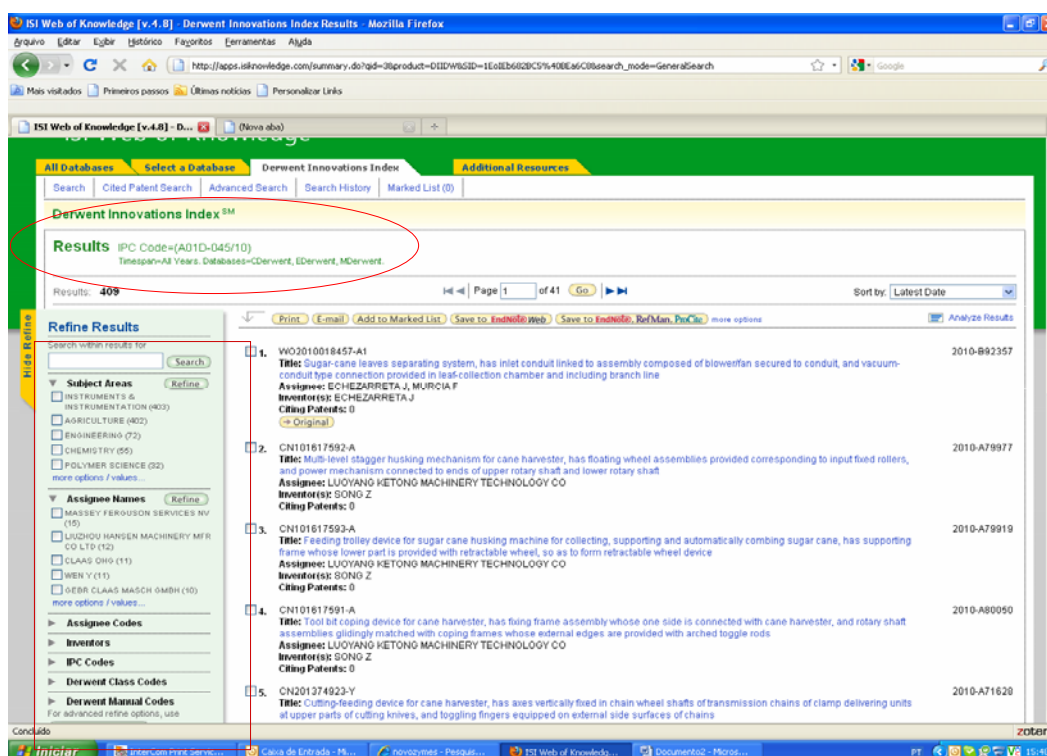 ISI Web of Knowledge [v.4.8] - Derwent Innovations Index Results - Mozilla Firefox
Arquivo Editar Exibir Histórico Favoritos Ferramentas Ajuda
Google
Mais visitados Primeiros passos Últimas notícias Personalizar Links
ISI Web of Knowledge [v.4.8] - D... (Nova aba)
All Databases Select a Database Derwent Innovations Index Additional Resources
Search Cited Patent Search Advanced Search Search History Marked List (0)
Derwent Innovations Index SM
Results IPC Code=(A01D-045/10)
Timespan=All Years. Databases=CDerwent, EDerwent, MDerwent.
Results: 409 Page 1 of 41 Go Sort by: Latest Date
Hide Refine
Print E-mail Add to Marked List Save to EndNote Web Save to EndNote, RefMan, ProCite more options Analyze Results
Refine Results
Search within results for
Search
Subject Areas Refine
INSTRUMENTS &
INSTRUMENTATION (403)
AGRICULTURE (402)
ENGINEERING (72)
CHEMISTRY (55)
POLYMER SCIENCE (32)
more options / values...
Assignee Names Refine
MASSEY FERGUSON SERVICES NV
(15)
LIUZHOU HANSEN MACHINERY MFR
CO LTD (12)
CLAAS OHG (11)
WEN Y (11)
GEBR CLAAS MASCH GMBH (10)
more options / values...
Assignee Codes
Inventors
IPC Codes
Derwent Class Codes
Derwent Manual Codes
For advanced refine options, use
1. WO2010018457-A1 2010-B92357
Title: Sugar-cane leaves separating system, has inlet conduit linked to assembly composed of blower/fan secured to conduit, and vacuum-
conduit type connection provided in leaf-collection chamber and including branch line
Assignee: ECHEZARRETA J, MURCIA F
Inventor(s): ECHEZARRETA J
Citing Patents: 0
Original
2. CN101617592-A 2010-A79977
Title: Multi-level stagger husking mechanism for cane harvester, has floating wheel assemblies provided corresponding to input fixed rollers,
and power mechanism connected to ends of upper rotary shaft and lower rotary shaft
Assignee: LUOYANG KETONG MACHINERY TECHNOLOGY CO
Inventor(s): SONG Z
Citing Patents: 0
3. CN101617593-A 2010-A79919
Title: Feeding trolley device for sugar cane husking machine for collecting, supporting and automatically combing sugar cane, has supporting
frame whose lower part is provided with retractable wheel, so as to form retractable wheel device
Assignee: LUOYANG KETONG MACHINERY TECHNOLOGY CO
Inventor(s): SONG Z
Citing Patents: 0
4. CN101617591-A 2010-A80050
Title: Tool bit coping device for cane harvester, has fixing frame assembly whose one side is connected with cane harvester, and rotary shaft
assemblies glidingly matched with coping frames whose external edges are provided with arched toggle rods
Assignee: LUOYANG KETONG MACHINERY TECHNOLOGY CO
Inventor(s): SONG Z
Citing Patents: 0
5. CN201374923-Y 2010-A71628
Title: Cutting-feeding device for cane harvester, has axes vertically fixed in chain wheel shafts of transmission chains of clamp delivering units
at upper parts of cutting knives, and toggling fingers equipped on external side surfaces of chains
Concluído zoter
Iniciar InterCom Print Servic... Caixa de Entrada - Mi... novozymes - Pesquis... ISI Web of Knowledg... Documento2 - Micros... PT